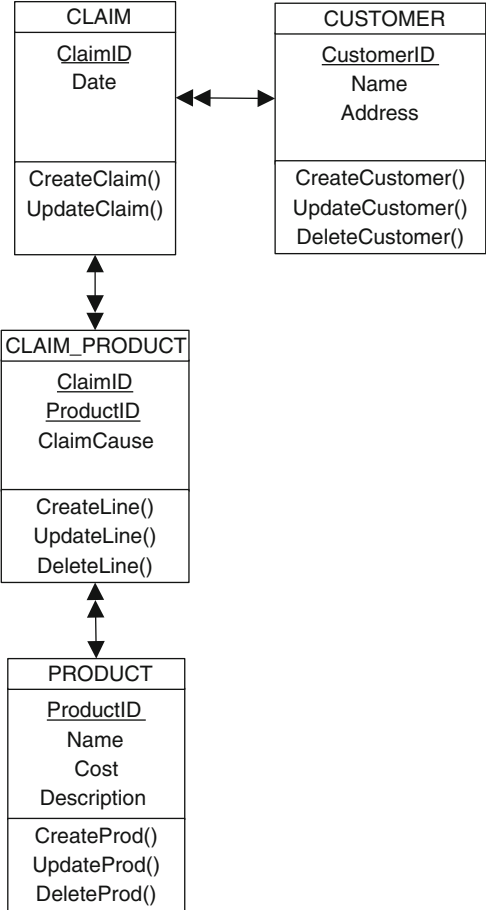 CLAIM
ClaimID
Date
CreateClaim()
UpdateClaim()
CUSTOMER
CustomerID
Name
Address
CreateCustomer()
UpdateCustomer()
DeleteCustomer()
CLAIM_PRODUCT
ClaimID
ProductID
ClaimCause
CreateLine()
UpdateLine()
DeleteLine()
PRODUCT
ProductID
Name
Cost
Description
CreateProd()
UpdateProd()
DeleteProd()